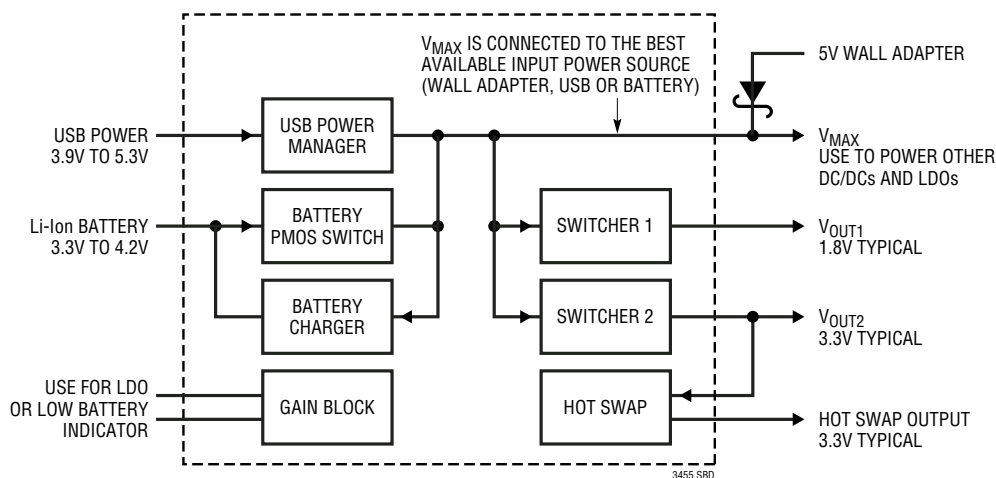 V_MAX IS CONNECTED TO THE BEST
AVAILABLE INPUT POWER SOURCE
(WALL ADAPTER, USB OR BATTERY)
5V WALL ADAPTER
USB POWER
3.9V TO 5.3V
USB POWER
MANAGER
V_MAX
USE TO POWER OTHER
DC/DCs AND LDOs
Li-Ion BATTERY
3.3V TO 4.2V
BATTERY
PMOS SWITCH
SWITCHER 1
V_OUT1
1.8V TYPICAL
BATTERY
CHARGER
SWITCHER 2
V_OUT2
3.3V TYPICAL
USE FOR LDO
OR LOW BATTERY
INDICATOR
GAIN BLOCK
HOT SWAP
HOT SWAP OUTPUT
3.3V TYPICAL
3455 SBD